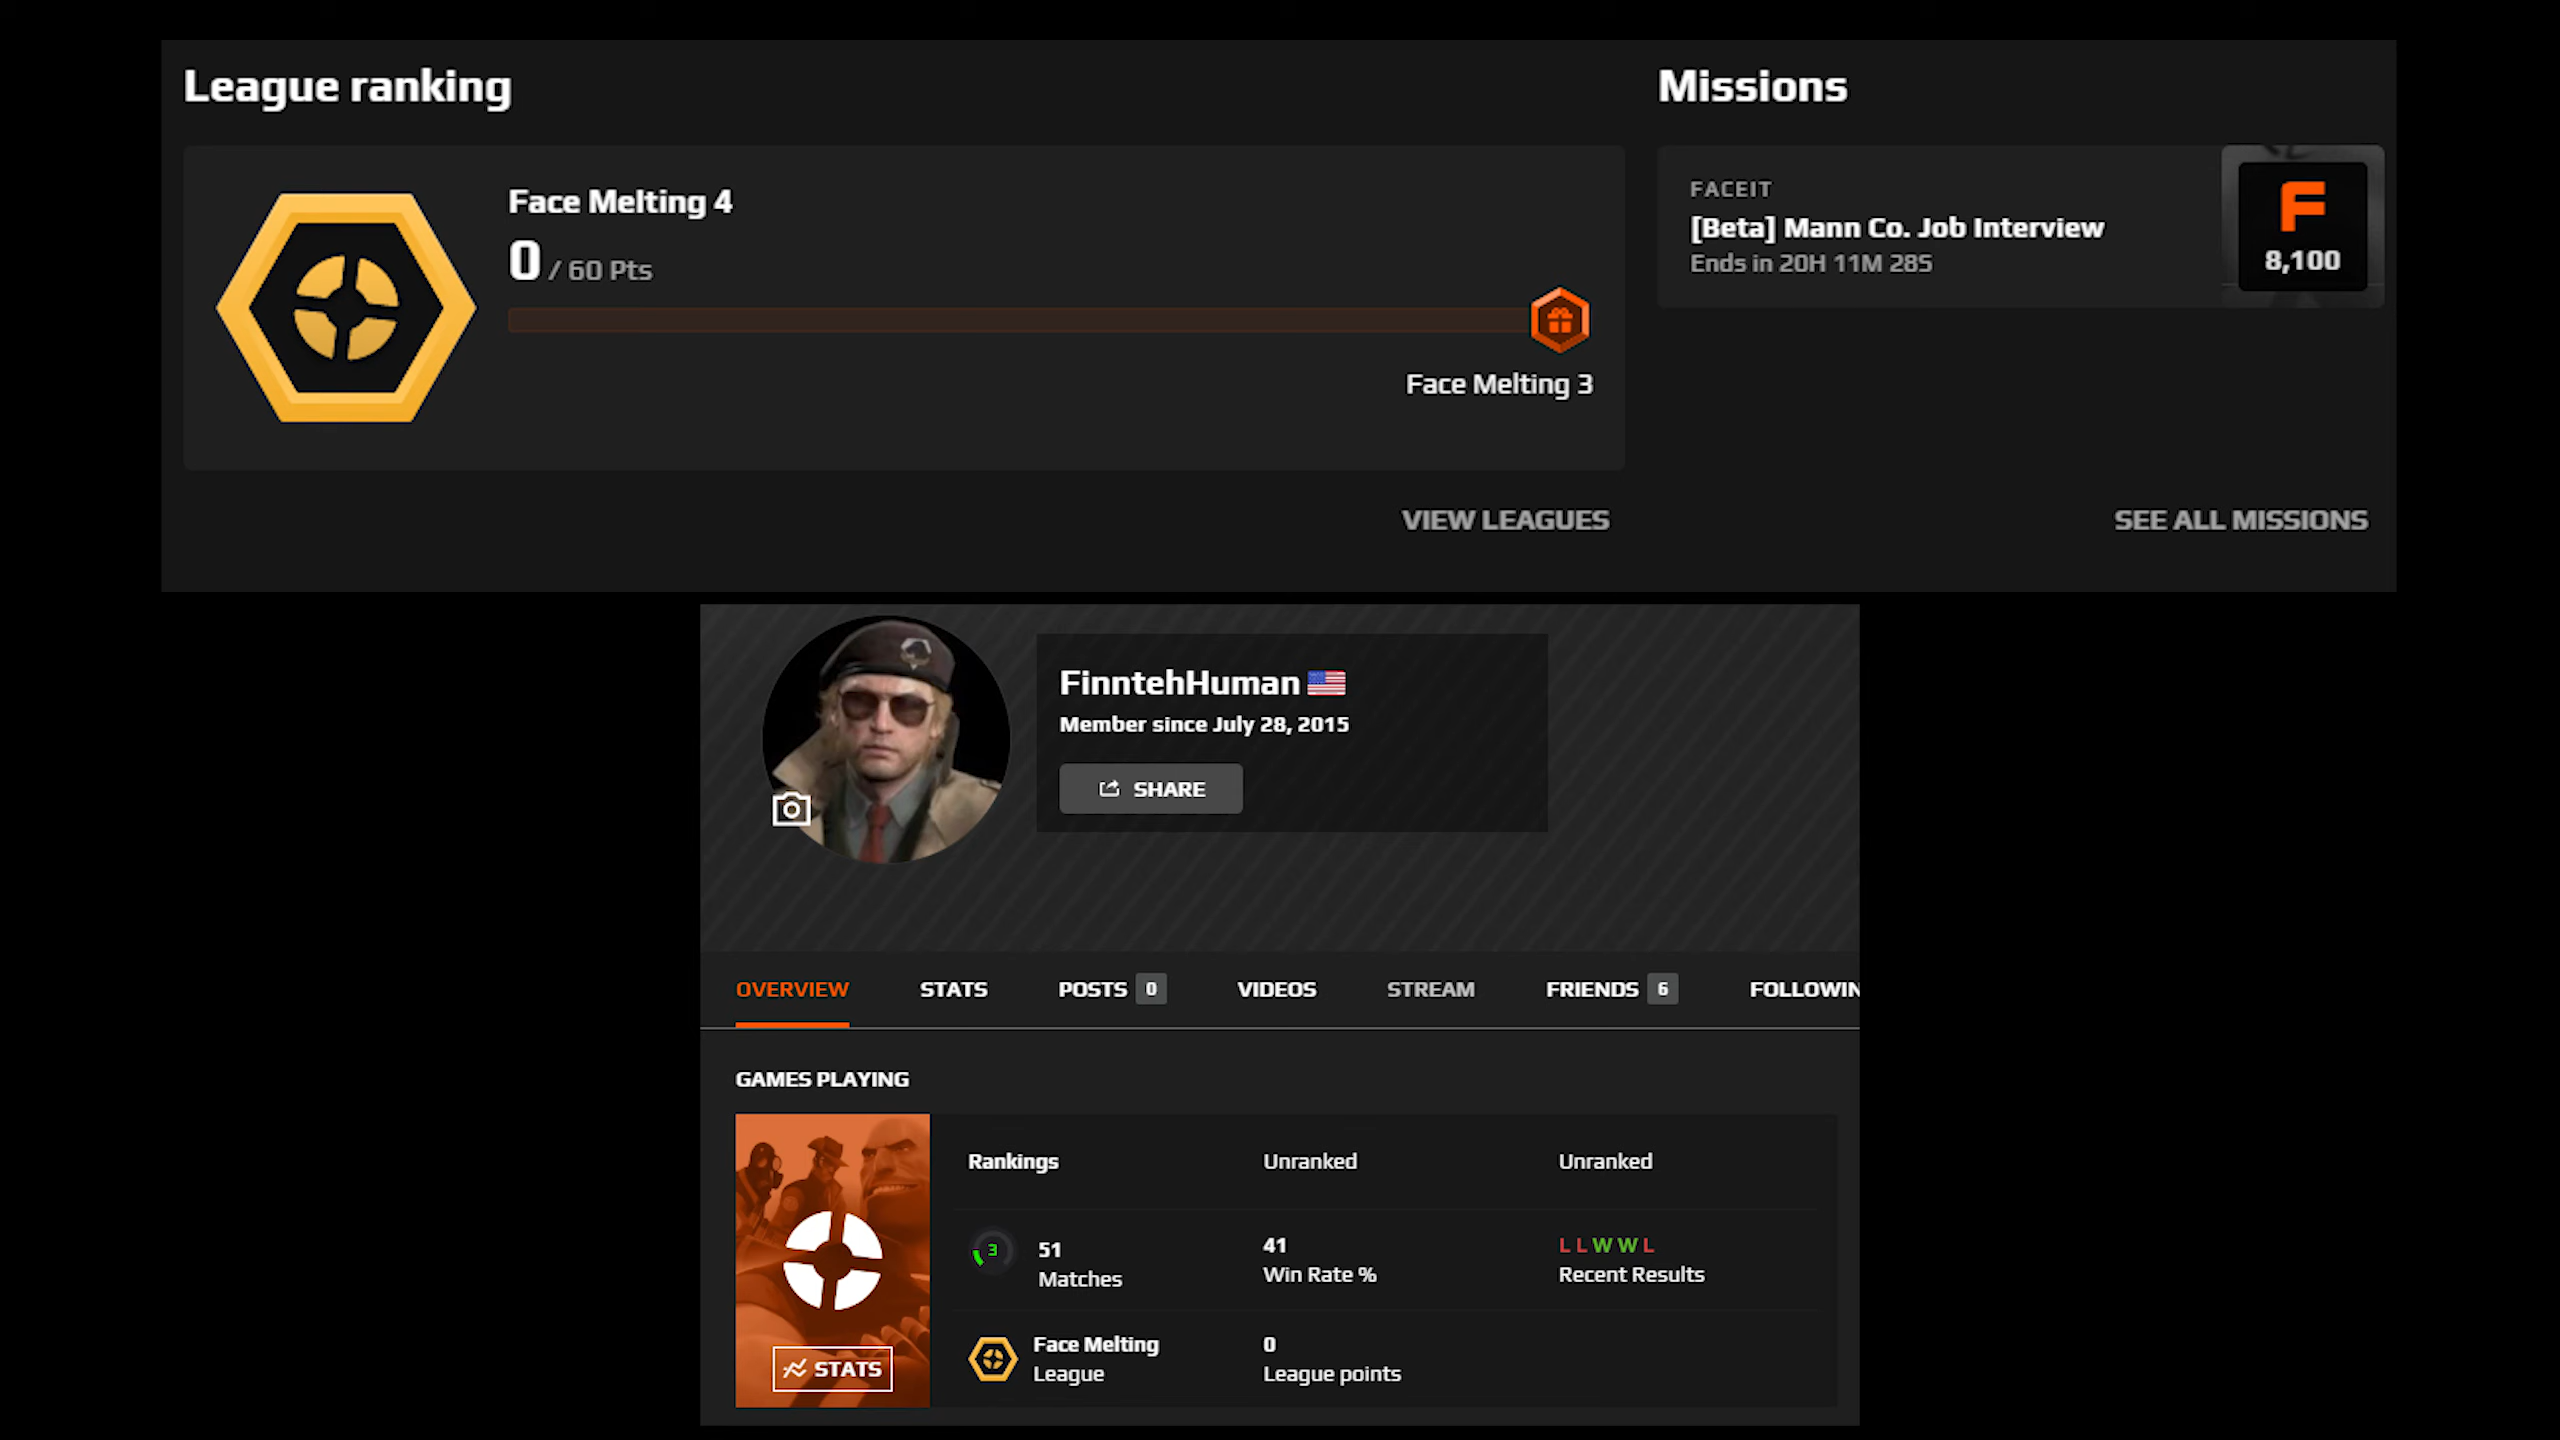 League ranking
Face Melting 4
0 / 60 Pts
Face Melting 3
VIEW LEAGUES
Missions
FACEIT
[Beta] Mann Co. Job Interview
Ends in 20H 11M 28S
F
8,100
SEE ALL MISSIONS
FinntehHuman
Member since July 28, 2015
SHARE
OVERVIEW STATS POSTS 0 VIDEOS STREAM FRIENDS 6 FOLLOWIN
GAMES PLAYING
STATS
Rankings Unranked Unranked
3 51 41 L L W W L
Matches Win Rate % Recent Results
Face Melting 0
League League points